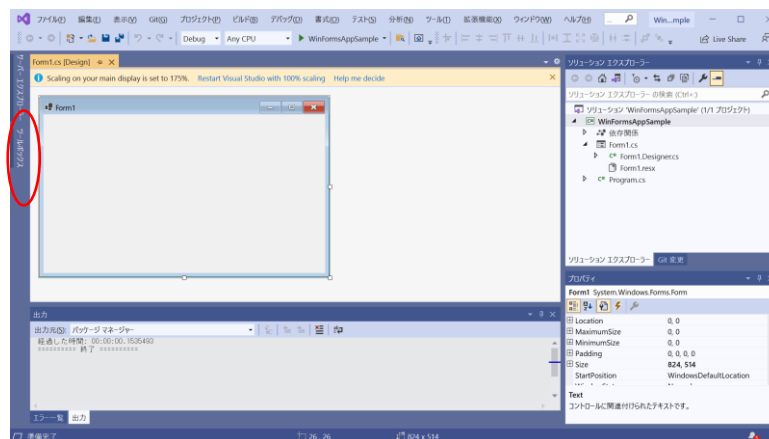 ファイル(F) 編集(E) 表示(V) Git(G) プロジェクト(P) ビルド(B) デバッグ(D) 書式(O) テスト(S) 分析(N) ツール(T) 拡張機能(X) ウィンドウ(W) ヘルプ(H) ... Win...mple
Debug Any CPU WinFormsAppSample Live Share
サーバー エクスプローラー ツールボックス
Form1.cs [Design]
Scaling on your main display is set to 175%. Restart Visual Studio with 100% scaling Help me decide
Form1
出力
出力元(S): パッケージ マネージャー
経過した時間: 00:00:00.1535493
========== 終了 ==========
エラー一覧 出力
ソリューション エクスプローラー
ソリューション エクスプローラー の検索 (Ctrl+;)
ソリューション 'WinFormsAppSample' (1/1 プロジェクト)
WinFormsAppSample
依存関係
Form1.cs
Form1.Designer.cs
Form1.resx
Program.cs
ソリューション エクスプローラー Git 変更
プロパティ
Form1 System.Windows.Forms.Form
Location 0, 0
MaximumSize 0, 0
MinimumSize 0, 0
Padding 0, 0, 0, 0
Size 824, 514
StartPosition WindowsDefaultLocation
Text
コントロールに関連付けられたテキストです。
準備完了 26, 26 824 x 514